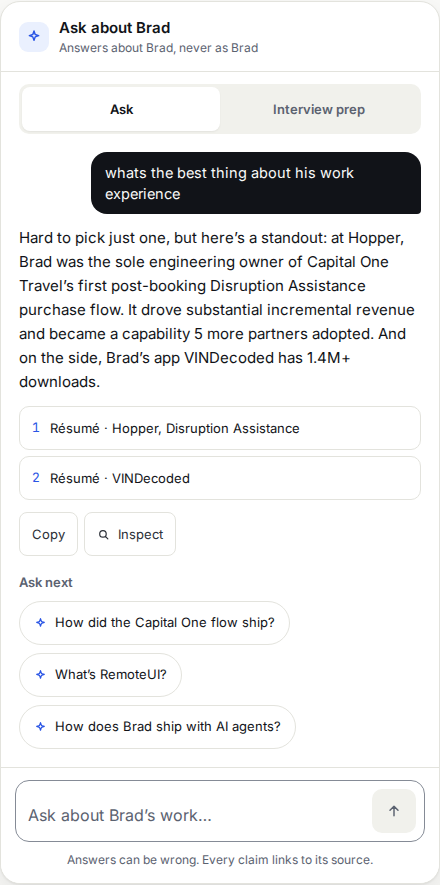 Ask about Brad
Answers about Brad, never as Brad
Ask
Interview prep
whats the best thing about his work
experience
Hard to pick just one, but here’s a standout: at Hopper,
Brad was the sole engineering owner of Capital One
Travel’s first post-booking Disruption Assistance
purchase flow. It drove substantial incremental revenue
and became a capability 5 more partners adopted. And
on the side, Brad’s app VINDecoded has 1.4M+
downloads.
1 Résumé · Hopper, Disruption Assistance
2 Résumé · VINDecoded
Copy
Inspect
Ask next
How did the Capital One flow ship?
What’s RemoteUI?
How does Brad ship with AI agents?
Ask about Brad’s work…
Answers can be wrong. Every claim links to its source.